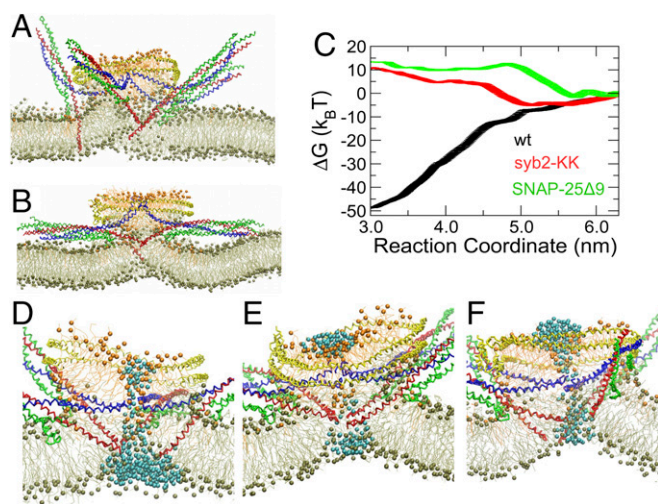 A
B
C
20
10
0
-10
-20
-30
-40
-50
ΔG (kBT)
wt
syb2-KK
SNAP-25Δ9
3.0 4.0 5.0 6.0
Reaction Coordinate (nm)
D
E
F